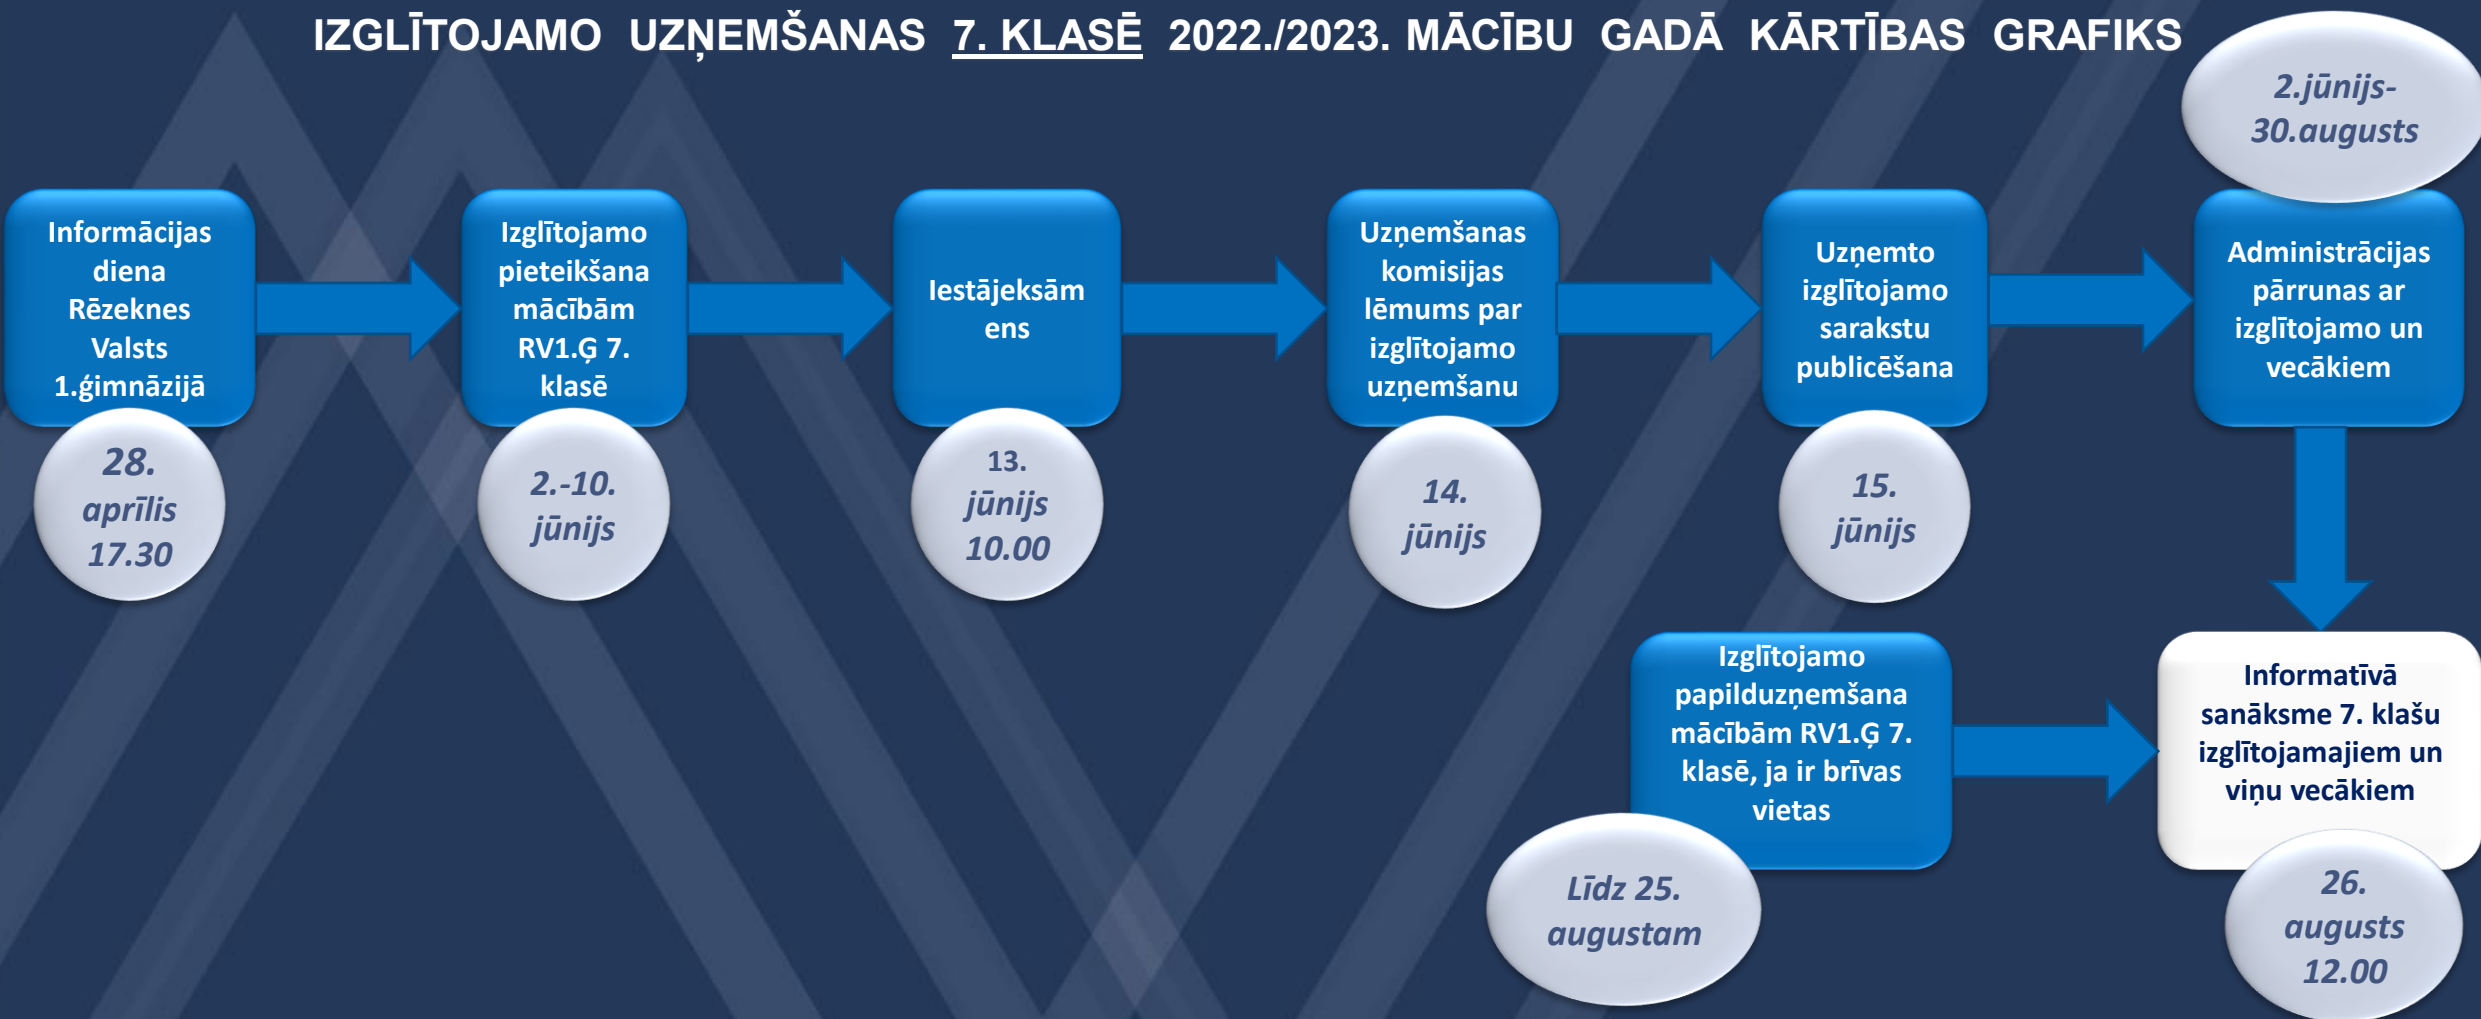 IZGLĪTOJAMO UZŅEMŠANAS 7. KLASĒ 2022./2023. MĀCĪBU GADĀ KĀRTĪBAS GRAFIKS
Informācijas
diena
Rēzeknes
Valsts
1.ģimnāzijā
28.
aprīlis
17.30
Izglītojamo
pieteikšana
mācībām
RV1.Ģ 7.
klasē
2.-10.
jūnijs
Iestājeksām
ens
13.
jūnijs
10.00
Uzņemšanas
komisijas
lēmums par
izglītojamo
uzņemšanu
14.
jūnijs
Uzņemto
izglītojamo
sarakstu
publicēšana
15.
jūnijs
2.jūnijs-
30.augusts
Administrācijas
pārrunas ar
izglītojamo un
vecākiem
Izglītojamo
papilduzņemšana
mācībām RV1.Ģ 7.
klasē, ja ir brīvas
vietas
Līdz 25.
augustam
Informatīvā
sanāksme 7. klašu
izglītojamajiem un
viņu vecākiem
26.
augusts
12.00